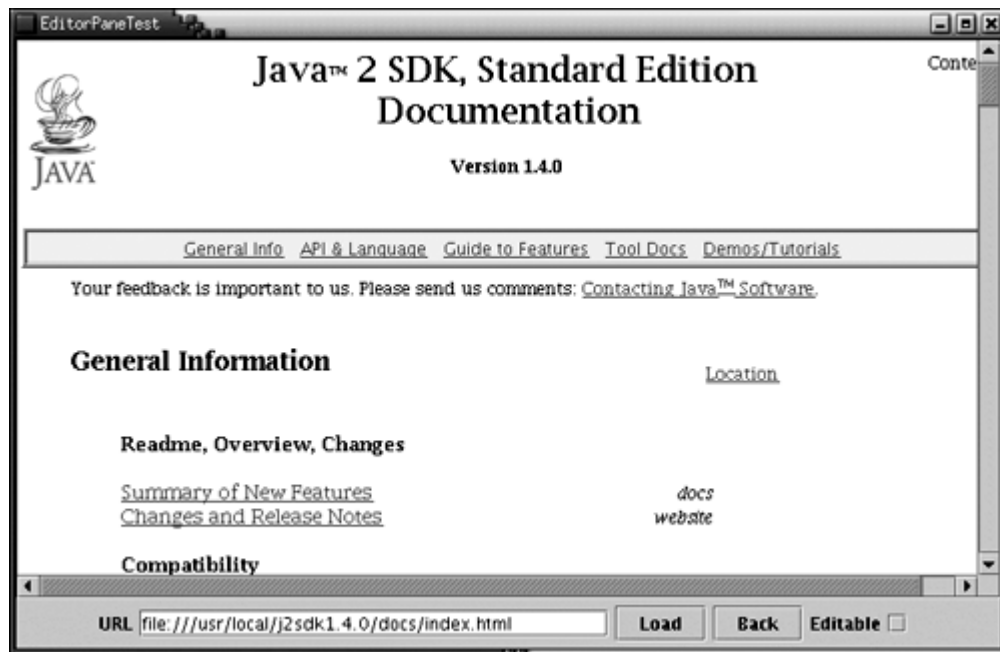 EditorPaneTest
Java™ 2 SDK, Standard Edition
Documentation
Conte
Version 1.4.0
JAVA
General Info API & Language Guide to Features Tool Docs Demos/Tutorials
Your feedback is important to us. Please send us comments: Contacting Java™ Software.
General Information
Location
Readme, Overview, Changes
Summary of New Features docs
Changes and Release Notes website
Compatibility
URL file:///usr/local/j2sdk1.4.0/docs/index.html Load Back Editable